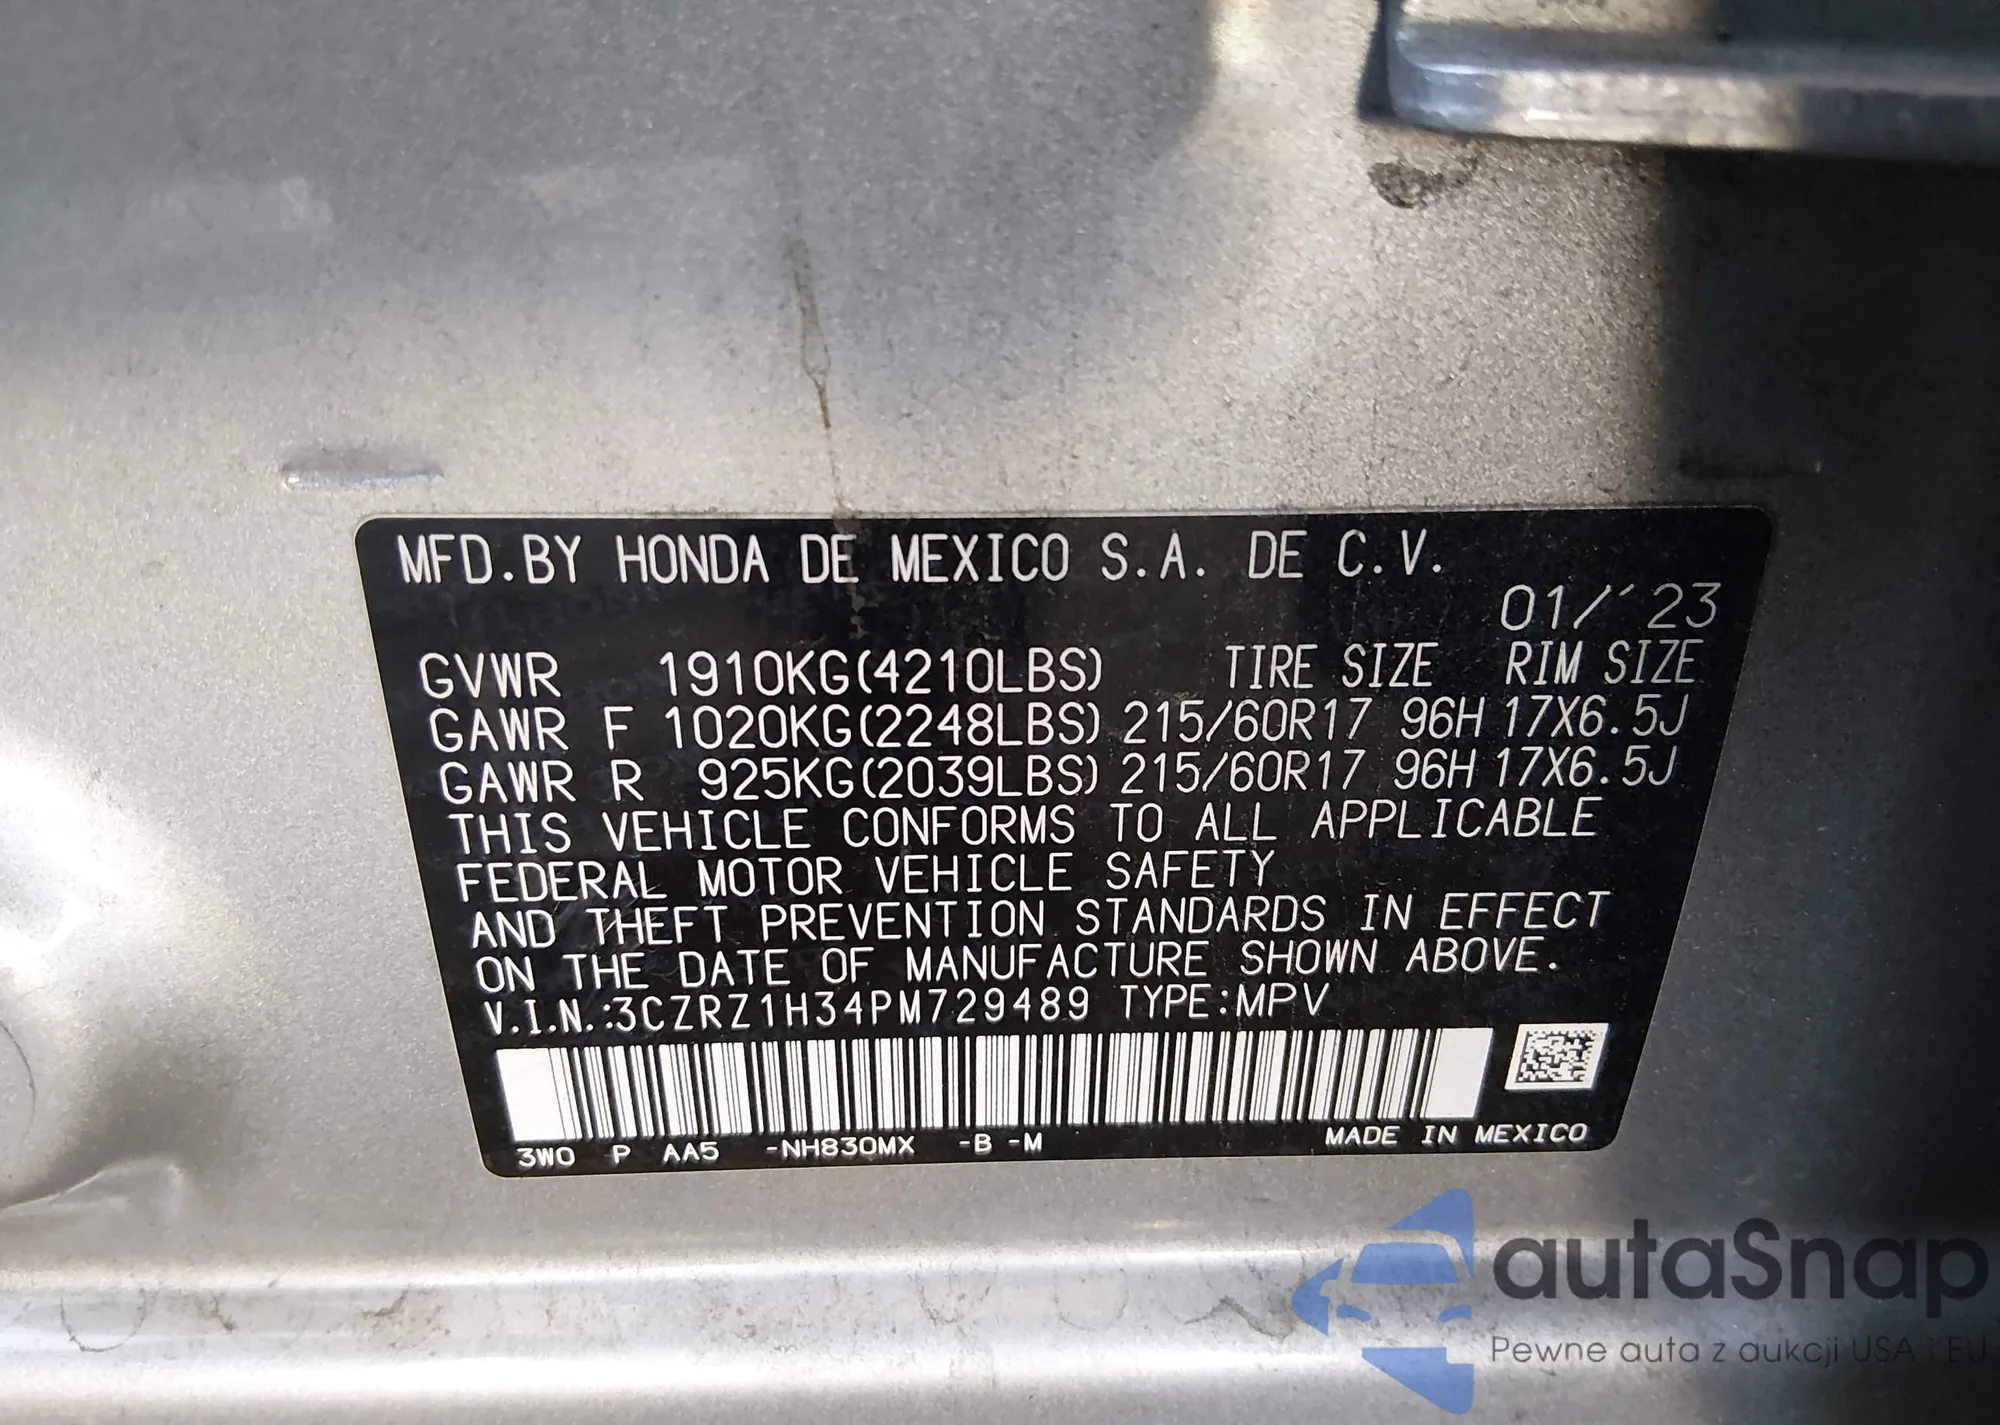 MFD.BY HONDA DE MEXICO S.A. DE C.V.
01/'23
GVWR 1910KG(4210LBS) TIRE SIZE RIM SIZE
GAWR F 1020KG(2248LBS) 215/60R17 96H 17X6.5J
GAWR R 925KG(2039LBS) 215/60R17 96H 17X6.5J
THIS VEHICLE CONFORMS TO ALL APPLICABLE
FEDERAL MOTOR VEHICLE SAFETY
AND THEFT PREVENTION STANDARDS IN EFFECT
ON THE DATE OF MANUFACTURE SHOWN ABOVE.
V.I.N.:3CZRZ1H34PM729489 TYPE:MPV
3W0 P AA5 -NH830MX -B -M MADE IN MEXICO
autaSnap
Pewne auta z aukcji USA i EU